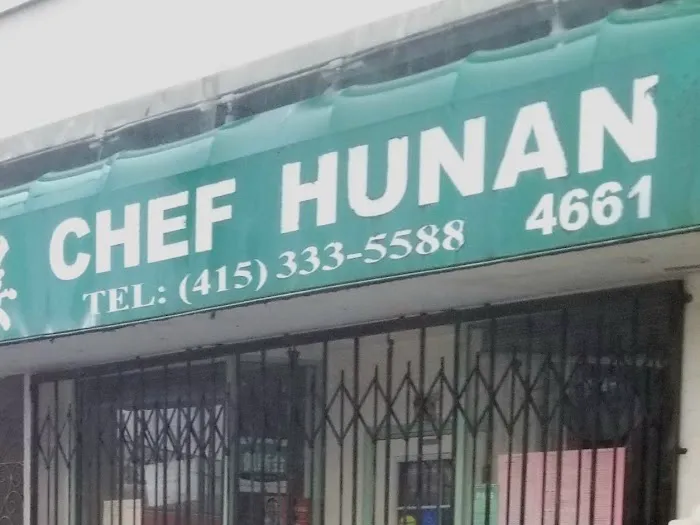 CHEF HUNAN
TEL: (415) 333-5588
4661